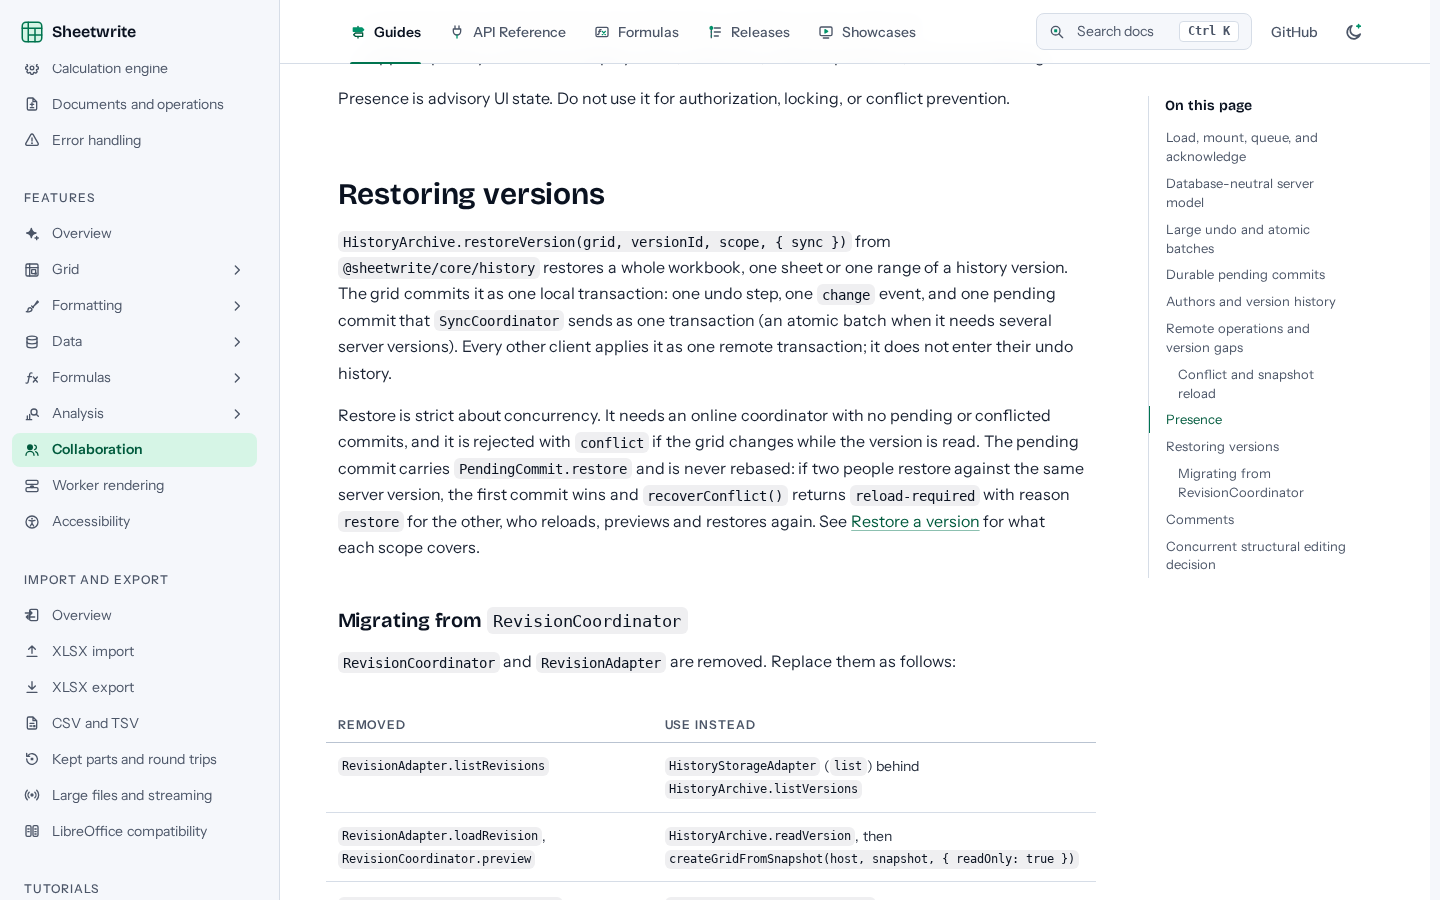 Sheetwrite
Guides
API Reference
Formulas
Releases
Showcases
Search docs
Ctrl K
GitHub
Calculation engine
Documents and operations
Error handling
FEATURES
Overview
Grid
Formatting
Data
Formulas
Analysis
Collaboration
Worker rendering
Accessibility
IMPORT AND EXPORT
Overview
XLSX import
XLSX export
CSV and TSV
Kept parts and round trips
Large files and streaming
LibreOffice compatibility
TUTORIALS
Presence is advisory UI state. Do not use it for authorization, locking, or conflict prevention.
Restoring versions
HistoryArchive.restoreVersion(grid, versionId, scope, { sync }) from
@sheetwrite/core/history restores a whole workbook, one sheet or one range of a history version.
The grid commits it as one local transaction: one undo step, one change event, and one pending
commit that SyncCoordinator sends as one transaction (an atomic batch when it needs several
server versions). Every other client applies it as one remote transaction; it does not enter their undo
history.
Restore is strict about concurrency. It needs an online coordinator with no pending or conflicted
commits, and it is rejected with conflict if the grid changes while the version is read. The pending
commit carries PendingCommit.restore and is never rebased: if two people restore against the same
server version, the first commit wins and recoverConflict() returns reload-required with reason
restore for the other, who reloads, previews and restores again. See Restore a version for what
each scope covers.
Migrating from RevisionCoordinator
RevisionCoordinator and RevisionAdapter are removed. Replace them as follows:
REMOVED
USE INSTEAD
RevisionAdapter.listRevisions
HistoryStorageAdapter (list) behind
HistoryArchive.listVersions
RevisionAdapter.loadRevision,
RevisionCoordinator.preview
HistoryArchive.readVersion, then
createGridFromSnapshot(host, snapshot, { readOnly: true })
On this page
Load, mount, queue, and
acknowledge
Database-neutral server
model
Large undo and atomic
batches
Durable pending commits
Authors and version history
Remote operations and
version gaps
Conflict and snapshot
reload
Presence
Restoring versions
Migrating from
RevisionCoordinator
Comments
Concurrent structural editing
decision